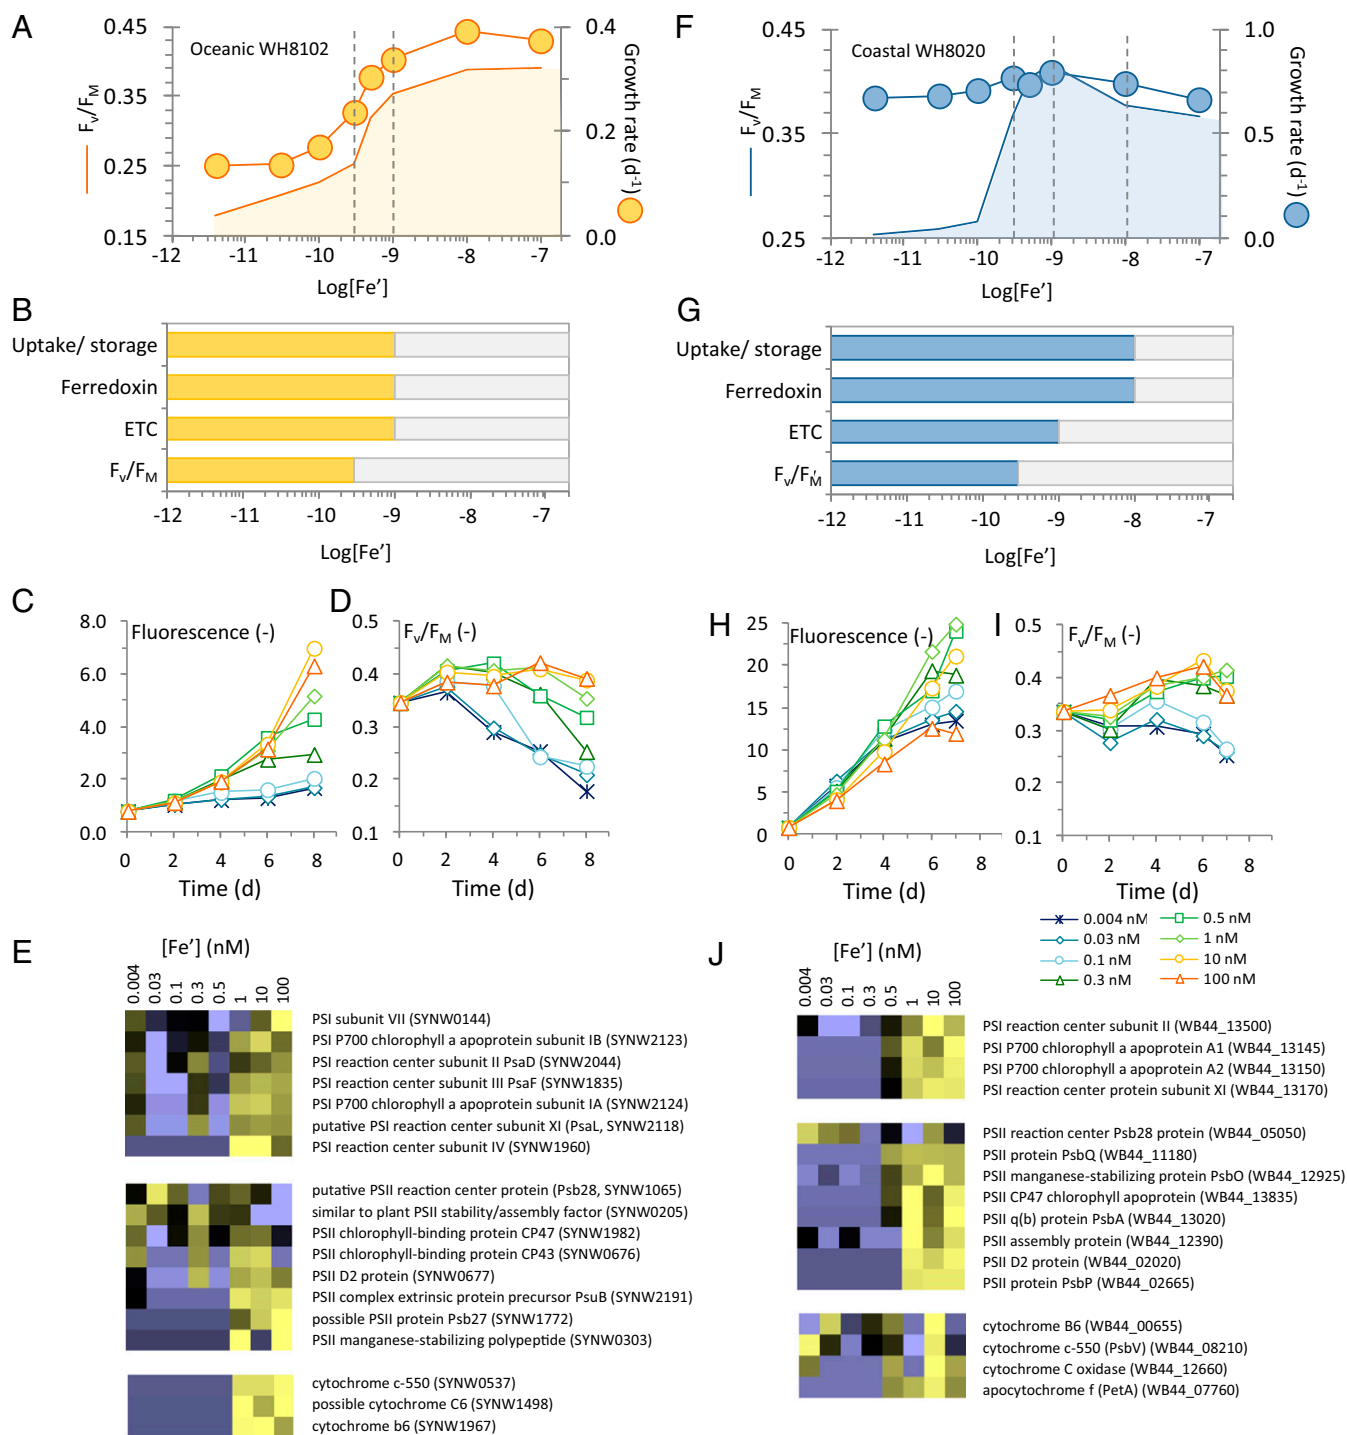 A
Oceanic WH8102
0.45
0.35
0.25
0.15
Fv/FM
0.4
0.2
0.0
Growth rate (d-1)
-12 -11 -10 -9 -8 -7
Log[Fe’]
B
Uptake/ storage
Ferredoxin
ETC
Fv/FM
-12 -11 -10 -9 -8 -7
Log[Fe’]
C
Fluorescence (-)
8.0
6.0
4.0
2.0
0.0
0 2 4 6 8
Time (d)
D
Fv/FM (-)
0.5
0.4
0.3
0.2
0.1
0 2 4 6 8
Time (d)
E
[Fe’] (nM)
0.004 0.03 0.1 0.3 0.5 1 10 100
PSI subunit VII (SYNW0144)
PSI P700 chlorophyll a apoprotein subunit IB (SYNW2123)
PSI reaction center subunit II PsaD (SYNW2044)
PSI reaction center subunit III PsaF (SYNW1835)
PSI P700 chlorophyll a apoprotein subunit IA (SYNW2124)
putative PSI reaction center subunit XI (PsaL, SYNW2118)
PSI reaction center subunit IV (SYNW1960)
putative PSII reaction center protein (Psb28, SYNW1065)
similar to plant PSII stability/assembly factor (SYNW0205)
PSII chlorophyll-binding protein CP47 (SYNW1982)
PSII chlorophyll-binding protein CP43 (SYNW0676)
PSII D2 protein (SYNW0677)
PSII complex extrinsic protein precursor PsuB (SYNW2191)
possible PSII protein Psb27 (SYNW1772)
PSII manganese-stabilizing polypeptide (SYNW0303)
cytochrome c-550 (SYNW0537)
possible cytochrome C6 (SYNW1498)
cytochrome b6 (SYNW1967)
F
Coastal WH8020
0.45
0.35
0.25
Fv/FM
1.0
0.5
0.0
Growth rate (d-1)
-12 -11 -10 -9 -8 -7
Log[Fe’]
G
Uptake/ storage
Ferredoxin
ETC
Fv/FM
-12 -11 -10 -9 -8 -7
Log[Fe’]
H
Fluorescence (-)
25
20
15
10
5
0
0 2 4 6 8
Time (d)
I
Fv/FM (-)
0.5
0.4
0.3
0.2
0.1
0 2 4 6 8
Time (d)
0.004 nM 0.5 nM
0.03 nM 1 nM
0.1 nM 10 nM
0.3 nM 100 nM
J
[Fe’] (nM)
0.004 0.03 0.1 0.3 0.5 1 10 100
PSI reaction center subunit II (WB44_13500)
PSI P700 chlorophyll a apoprotein A1 (WB44_13145)
PSI P700 chlorophyll a apoprotein A2 (WB44_13150)
PSI reaction center protein subunit XI (WB44_13170)
PSII reaction center Psb28 protein (WB44_05050)
PSII protein PsbQ (WB44_11180)
PSII manganese-stabilizing protein PsbO (WB44_12925)
PSII CP47 chlorophyll apoprotein (WB44_13835)
PSII q(b) protein PsbA (WB44_13020)
PSII assembly protein (WB44_12390)
PSII D2 protein (WB44_02020)
PSII protein PsbP (WB44_02665)
cytochrome B6 (WB44_00655)
cytochrome c-550 (PsbV) (WB44_08210)
cytochrome C oxidase (WB44_12660)
apocytochrome f (PetA) (WB44_07760)